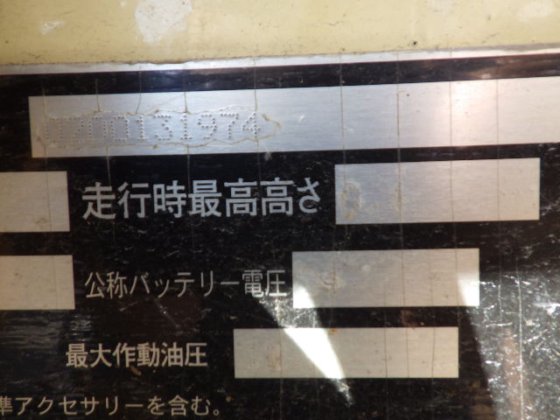 00131974
走行時最高高さ
公称バッテリー電圧
最大作動油圧
準アクセサリーを含む。